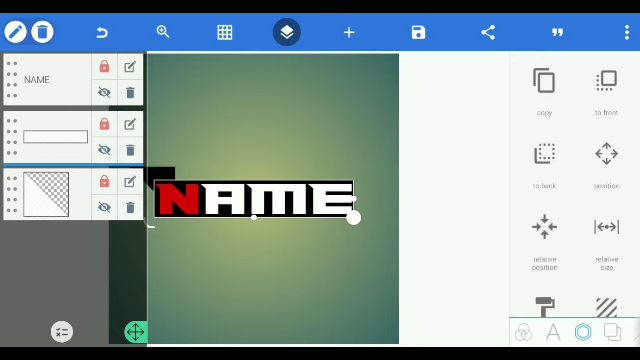 NAME
NAME
copy
to front
to back
position
relative
position
relative
size
A